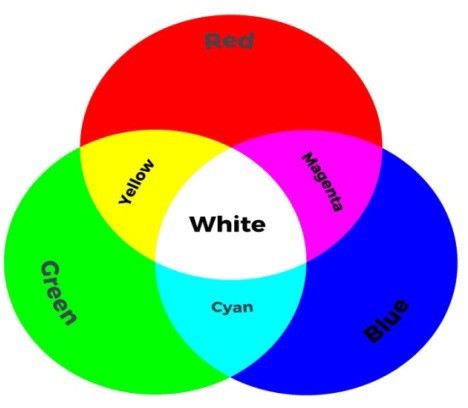 Red
Yellow
Magenta
White
Green
Cyan
Blue